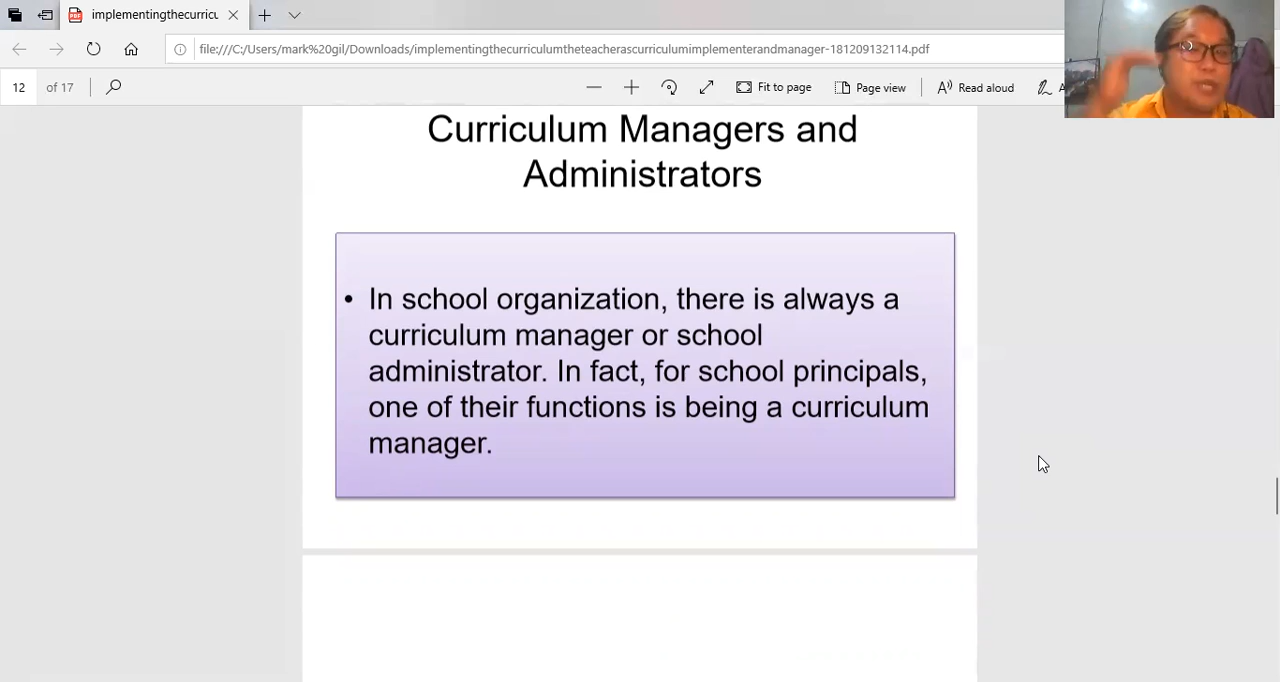 implementingthecurricu
file:///C:/Users/mark%20gil/Downloads/implementingthecurriculumtheteacherascurriculumimplementerandmanager-181209132114.pdf
12 of 17
Fit to page
Page view
Read aloud
Curriculum Managers and
Administrators
• In school organization, there is always a
curriculum manager or school
administrator. In fact, for school principals,
one of their functions is being a curriculum
manager.